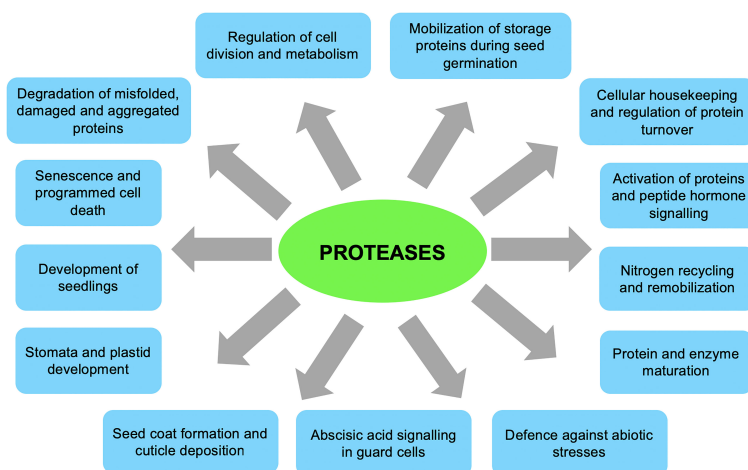 Regulation of cell
division and metabolism
Mobilization of storage
proteins during seed
germination
Degradation of misfolded,
damaged and aggregated
proteins
Cellular housekeeping
and regulation of protein
turnover
Senescence and
programmed cell
death
Activation of proteins
and peptide hormone
signalling
PROTEASES
Development of
seedlings
Nitrogen recycling
and remobilization
Stomata and plastid
development
Protein and enzyme
maturation
Seed coat formation and
cuticle deposition
Abscisic acid signalling
in guard cells
Defence against abiotic
stresses